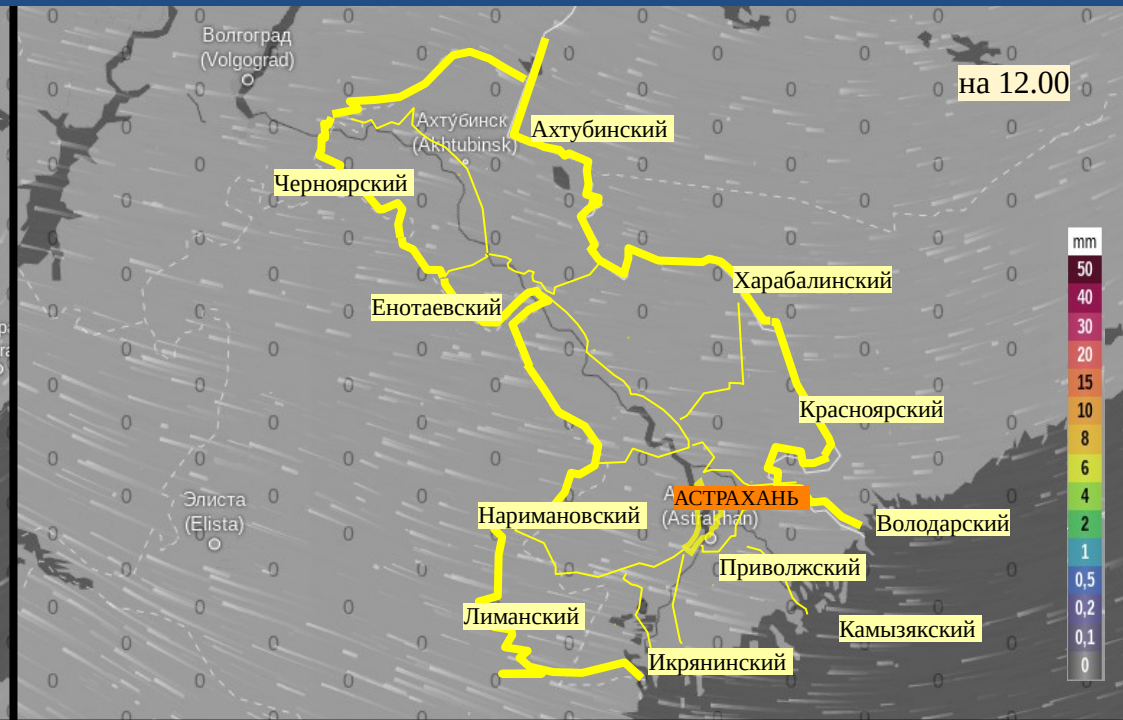 Волгоград
(Volgograd)
на 12.00
Ахтубинск
(Akhtubinsk)
Ахтубинский
Черноярский
mm
50
40
30
20
15
10
8
6
4
2
1
0,5
0,2
0,1
0
Харабалинский
Енотаевский
Красноярский
Элиста
(Elista)
АСТРАХАНЬ
(Astrakhan)
Наримановский
Володарский
Приволжский
Лиманский
Камызякский
Икрянинский